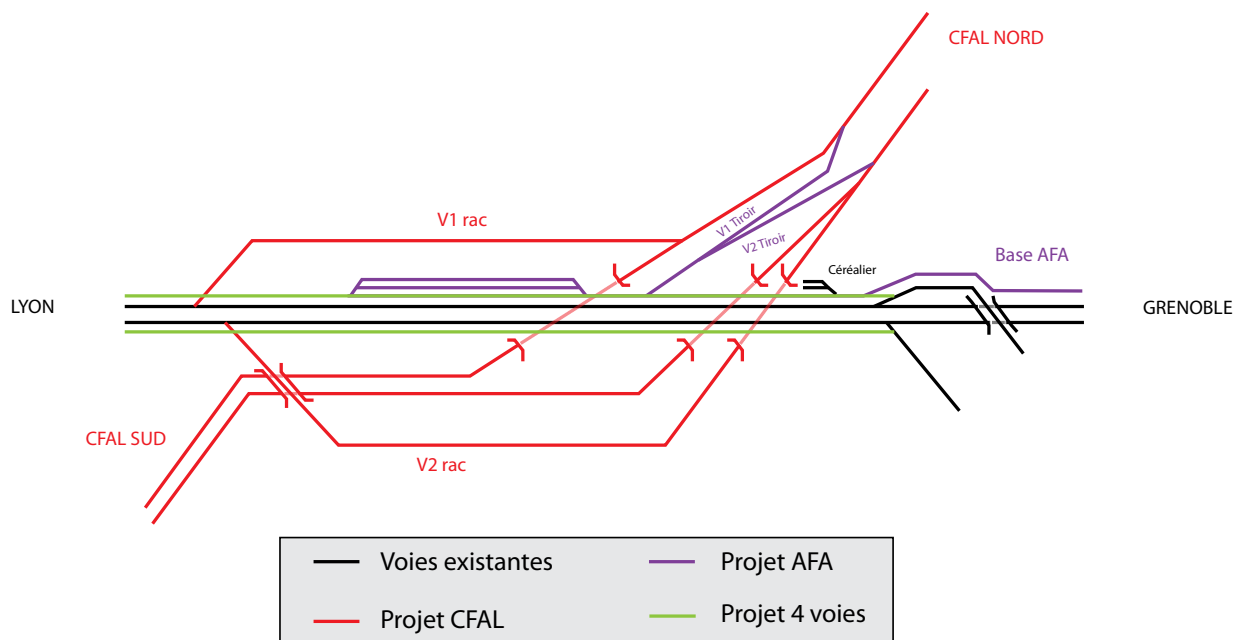 CFAL NORD
V1 rac
V1 Tiroir
V2 Tiroir
Céréalier
Base AFA
LYON
GRENOBLE
CFAL SUD
V2 rac
Voies existantes
Projet AFA
Projet CFAL
Projet 4 voies